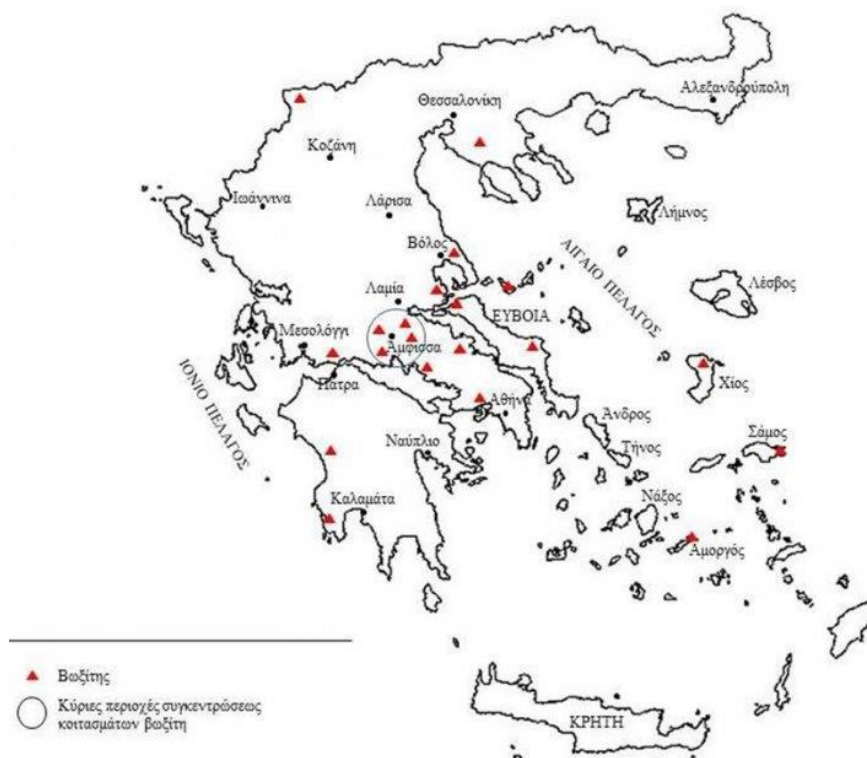 Αλεξανδρούπολη
Θεσσαλονίκη
Κοζάνη
Ιωάννινα
Λάρισα
Λήμνος
Βόλος
ΑΙΓΑΙΟ ΠΕΛΑΓΟΣ
Λέσβος
Λαμία
ΕΥΒΟΙΑ
Μεσολόγγι
Άμφισσα
Χίος
Πάτρα
ΙΟΝΙΟ ΠΕΛΑΓΟΣ
Αθήνα
Άνδρος
Σάμος
Ναύπλιο
Τήνος
Νάξος
Καλαμάτα
Αμοργός
Βωξίτης
Κύριες περιοχές συγκεντρώσεως
κοιτασμάτων βωξίτη
ΚΡΗΤΗ